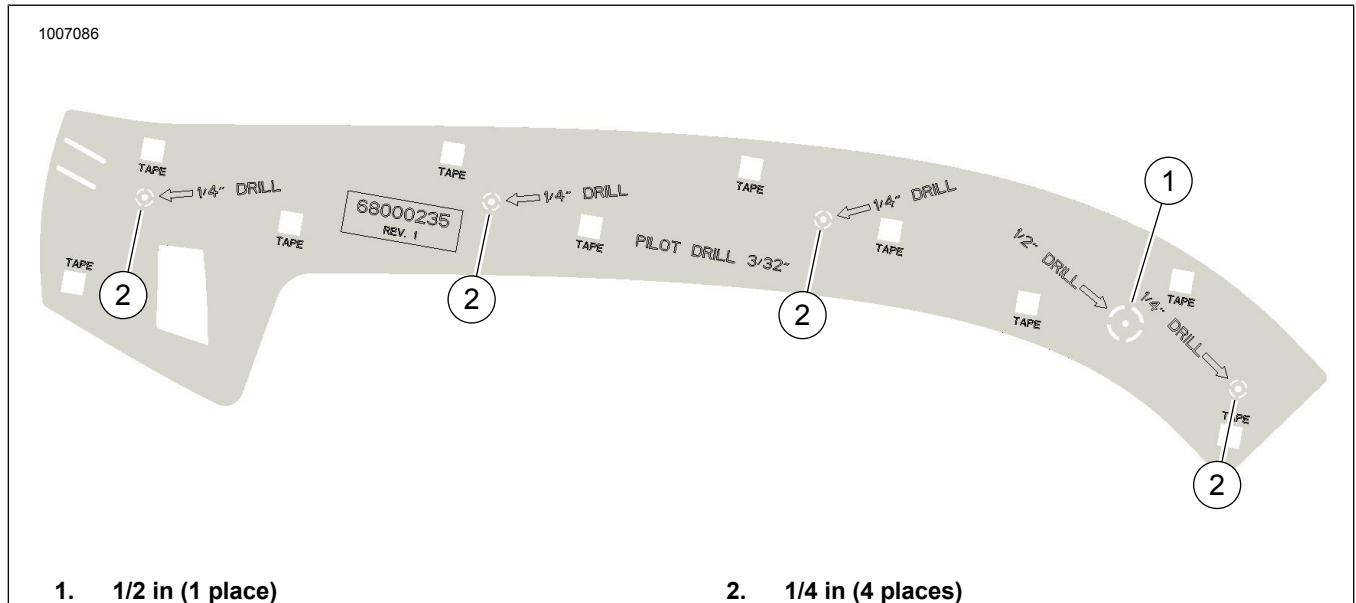 1007086
TAPE
1/4" DRILL
2
TAPE
TAPE
68000235
REV. 1
TAPE
1/4" DRILL
2
TAPE
PILOT DRILL 3/32"
TAPE
1/4" DRILL
2
TAPE
1
1/2" DRILL
TAPE
TAPE
1/4" DRILL
TAPE
2
1. 1/2 in (1 place)
2. 1/4 in (4 places)